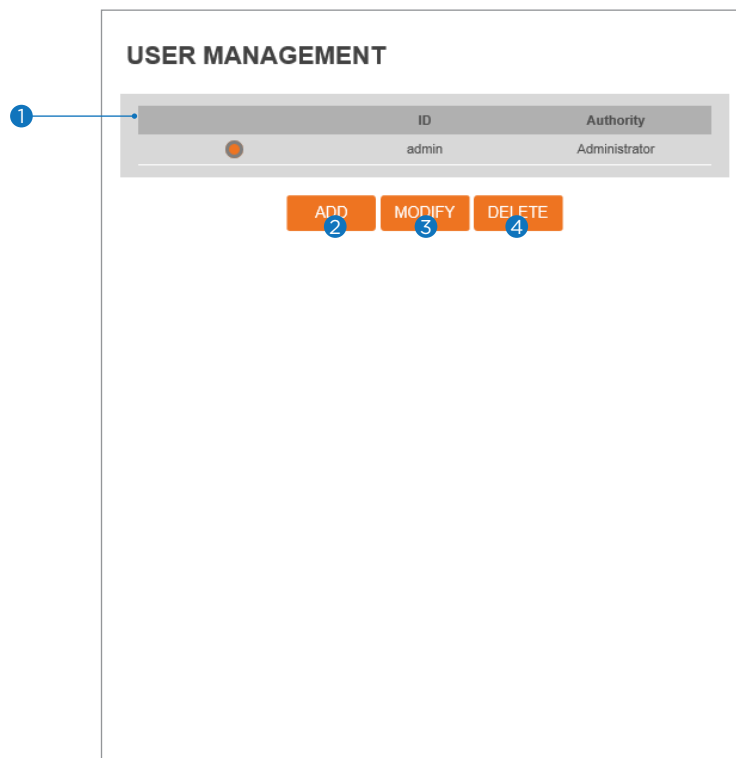 USER MANAGEMENT
1
ID Authority
admin Administrator
ADD MODIFY DELETE
2 3 4